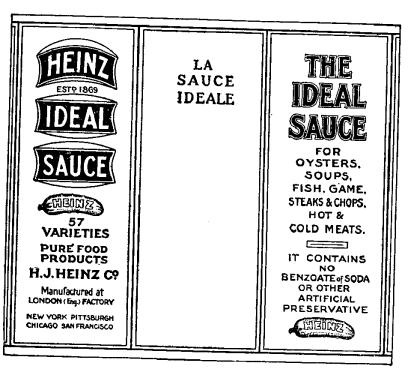 HEINZ
ESTD 1869
IDEAL
SAUCE
HEINZ
57
VARIETIES
PURE FOOD
PRODUCTS
H.J. HEINZ CO
Manufactured at
LONDON (Eng.) FACTORY
NEW YORK PITTSBURGH
CHICAGO SAN FRANCISCO
LA
SAUCE
IDEALE
THE
IDEAL
SAUCE
FOR
OYSTERS,
SOUPS,
FISH, GAME,
STEAKS & CHOPS,
HOT &
COLD MEATS.
IT CONTAINS
NO
BENZOATE of SODA
OR OTHER
ARTIFICIAL
PRESERVATIVE
HEINZ